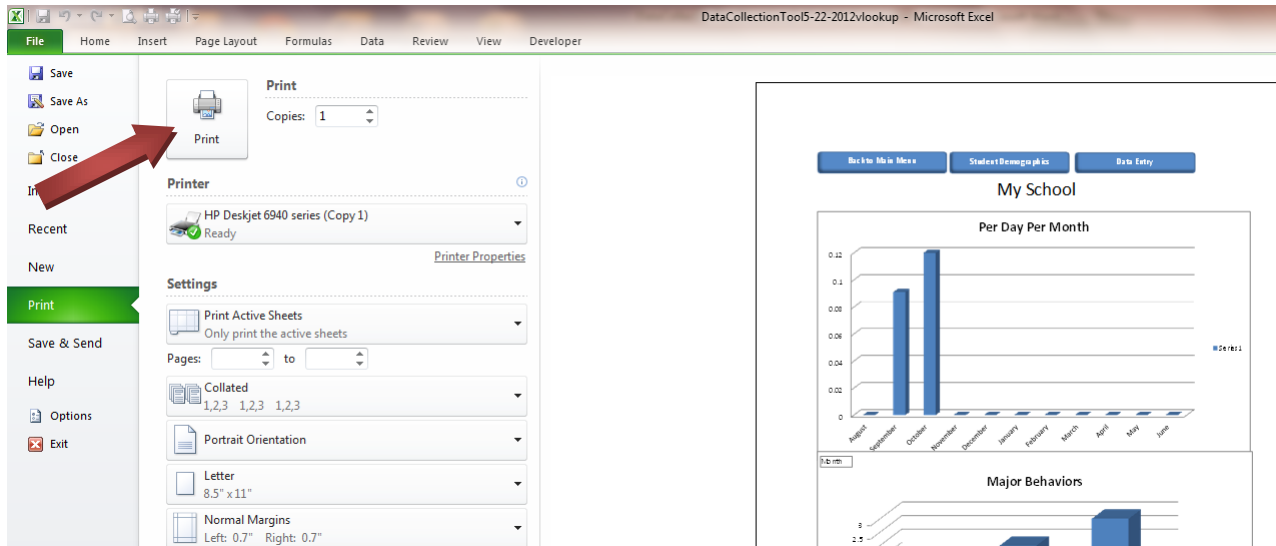 DataCollectionTool5-22-2012vlookup - Microsoft Excel
File Home Insert Page Layout Formulas Data Review View Developer
Save
Save As
Open
Close
Recent
New
Print
Save & Send
Help
Options
Exit
Print
Print
Copies: 1
Printer
HP Deskjet 6940 series (Copy 1)
Ready
Printer Properties
Settings
Print Active Sheets
Only print the active sheets
Pages: to
Collated
1,2,3 1,2,3 1,2,3
Portrait Orientation
Letter
8.5" x 11"
Normal Margins
Left: 0.7" Right: 0.7"
Back to Main Menu Student Demographics Data Entry
My School
Per Day Per Month
0.12
0.1
0.08
0.06
0.04
0.02
0
Series1
August September October November December January February March April May June
Month
Major Behaviors
3
2.5